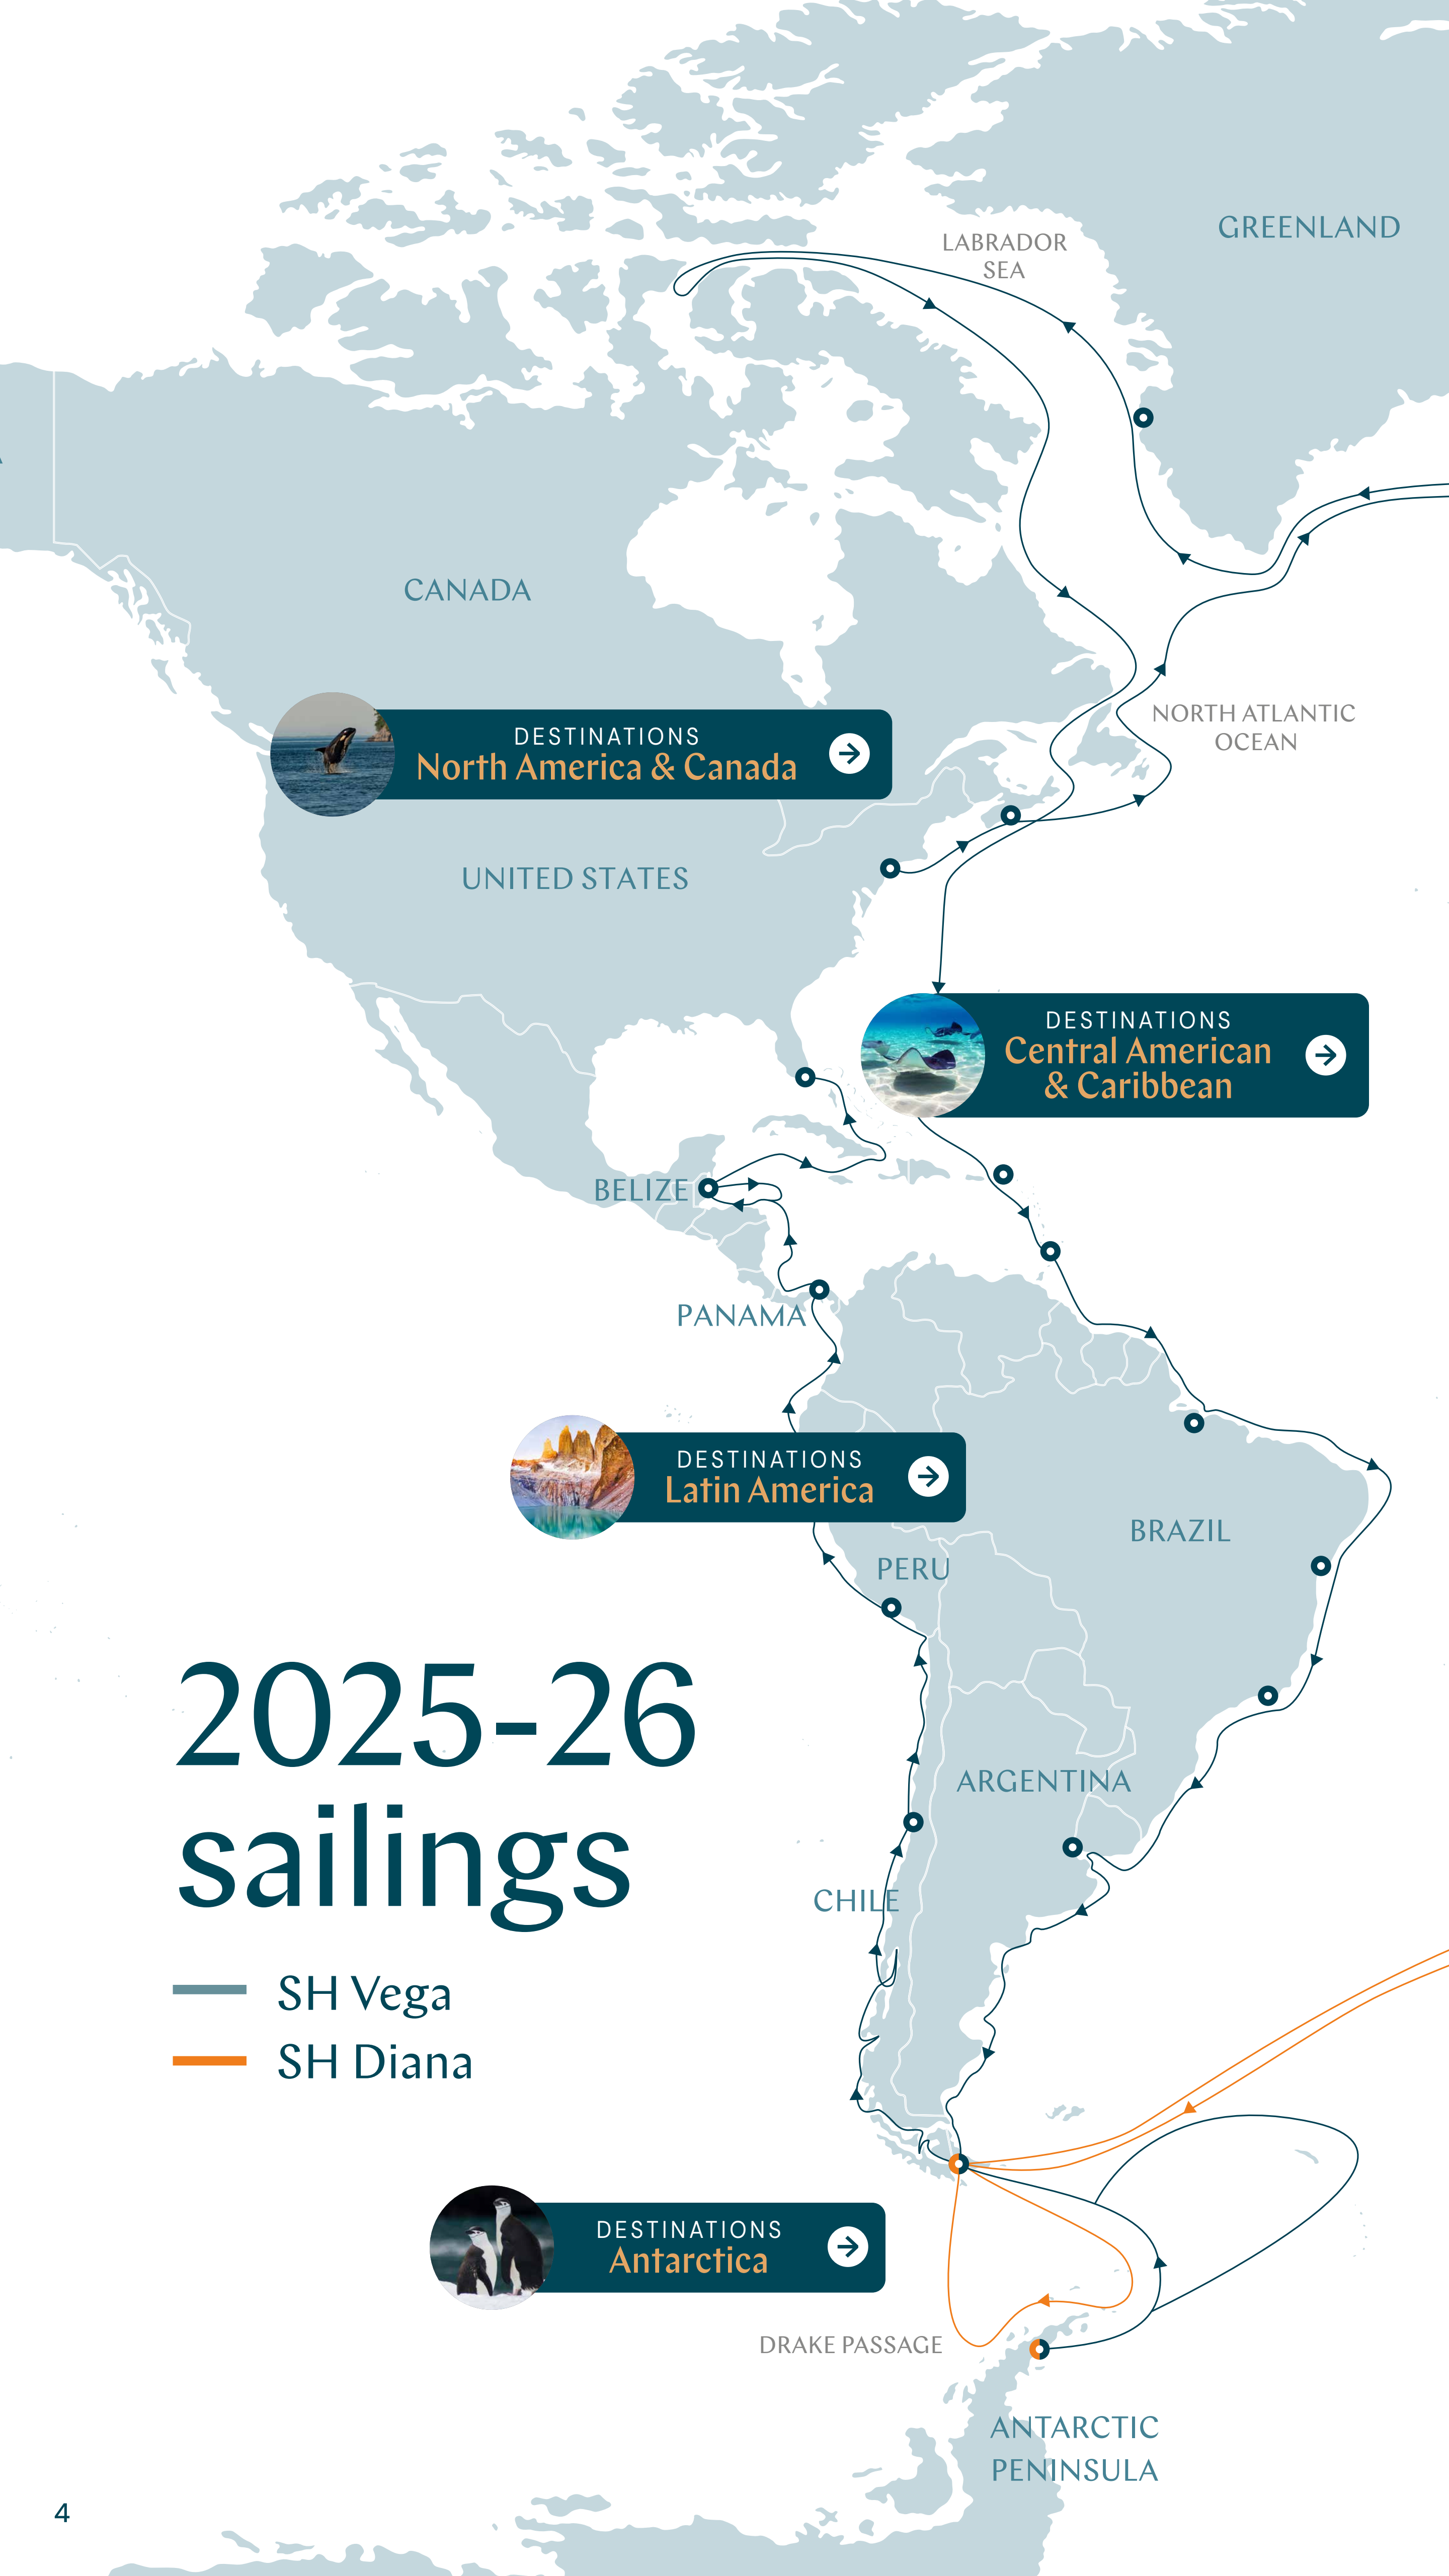 GREENLAND
LABRADOR
SEA
CANADA
DESTINATIONS
North America & Canada
NORTH ATLANTIC
OCEAN
UNITED STATES
DESTINATIONS
Central American
& Caribbean
BELIZE
PANAMA
DESTINATIONS
Latin America
BRAZIL
PERU
2025-26
sailings
ARGENTINA
CHILE
SH Vega
SH Diana
DESTINATIONS
Antarctica
DRAKE PASSAGE
ANTARCTIC
PENINSULA
4